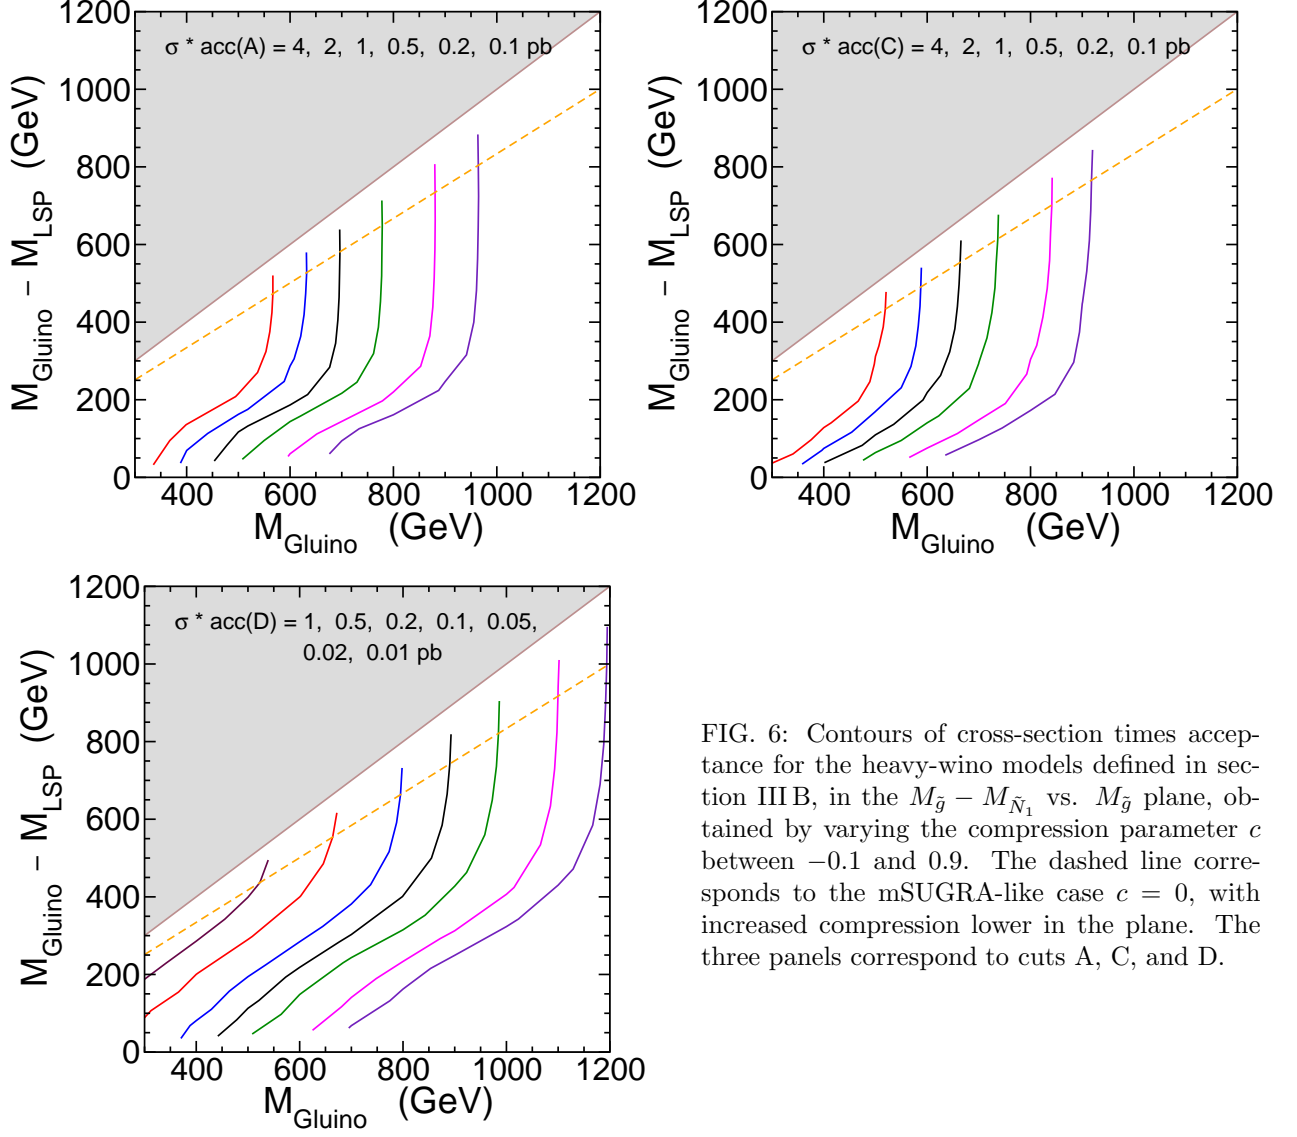 σ * acc(A) = 4, 2, 1, 0.5, 0.2, 0.1 pb
1200
1000
800
600
400
200
0
M_Gluino − M_LSP (GeV)
400 600 800 1000 1200
M_Gluino (GeV)
σ * acc(C) = 4, 2, 1, 0.5, 0.2, 0.1 pb
1200
1000
800
600
400
200
0
M_Gluino − M_LSP (GeV)
400 600 800 1000 1200
M_Gluino (GeV)
σ * acc(D) = 1, 0.5, 0.2, 0.1, 0.05,
0.02, 0.01 pb
1200
1000
800
600
400
200
0
M_Gluino − M_LSP (GeV)
400 600 800 1000 1200
M_Gluino (GeV)
FIG. 6: Contours of cross-section times accep-
tance for the heavy-wino models defined in sec-
tion III B, in the M_g̃ − M_Ñ₁ vs. M_g̃ plane, ob-
tained by varying the compression parameter c
between −0.1 and 0.9. The dashed line corre-
sponds to the mSUGRA-like case c = 0, with
increased compression lower in the plane. The
three panels correspond to cuts A, C, and D.